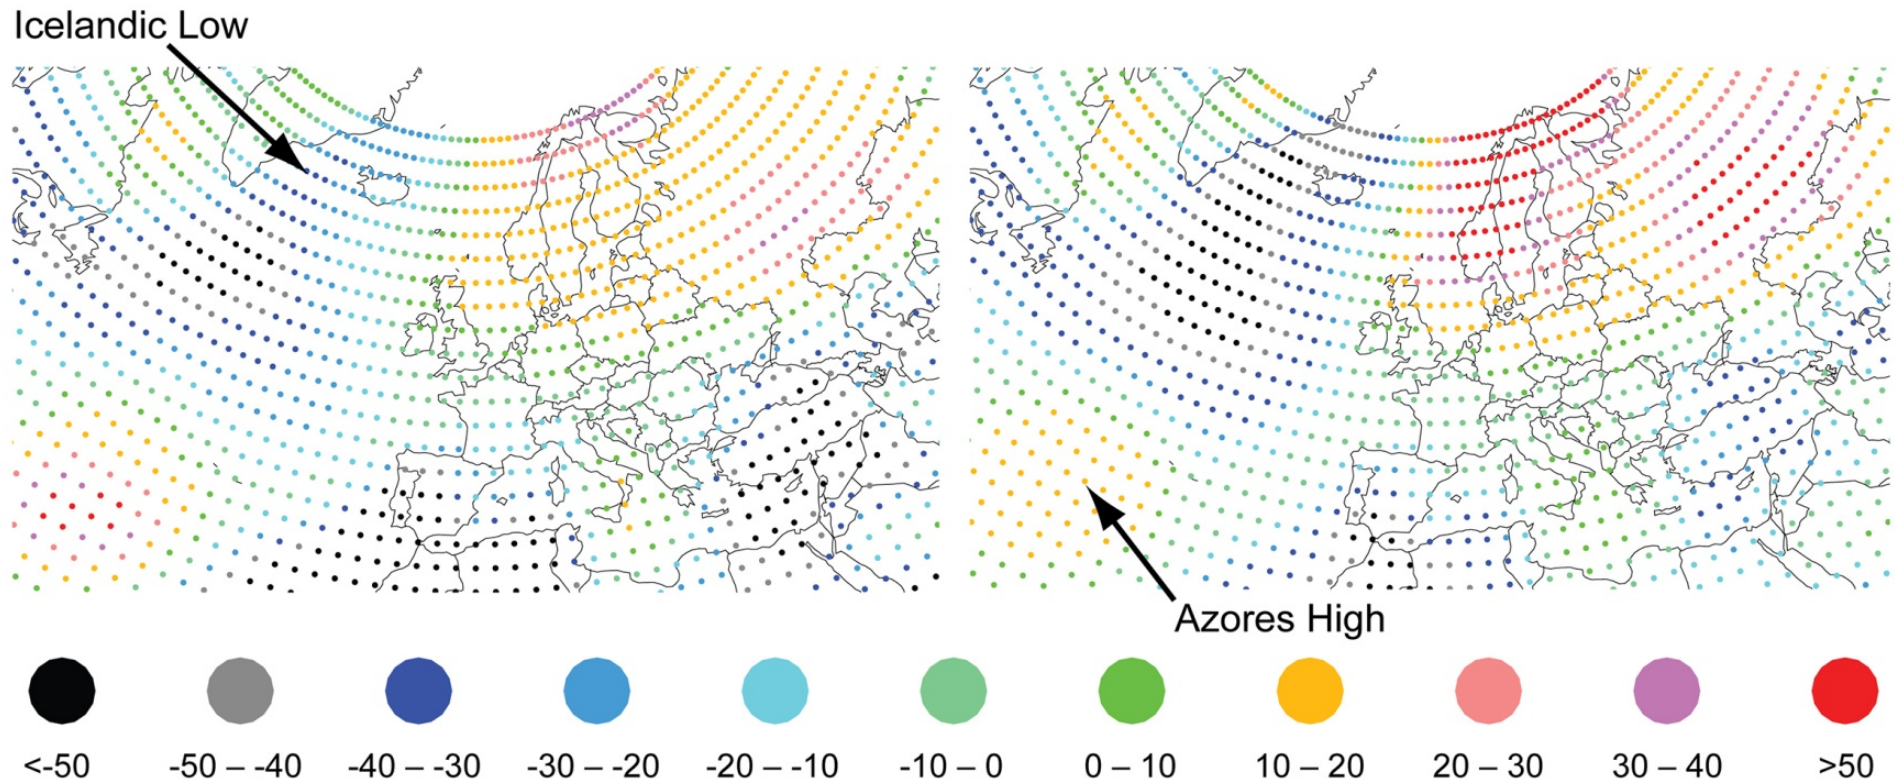 Icelandic Low
Azores High
<-50
-50 – -40
-40 – -30
-30 – -20
-20 – -10
-10 – 0
0 – 10
10 – 20
20 – 30
30 – 40
>50